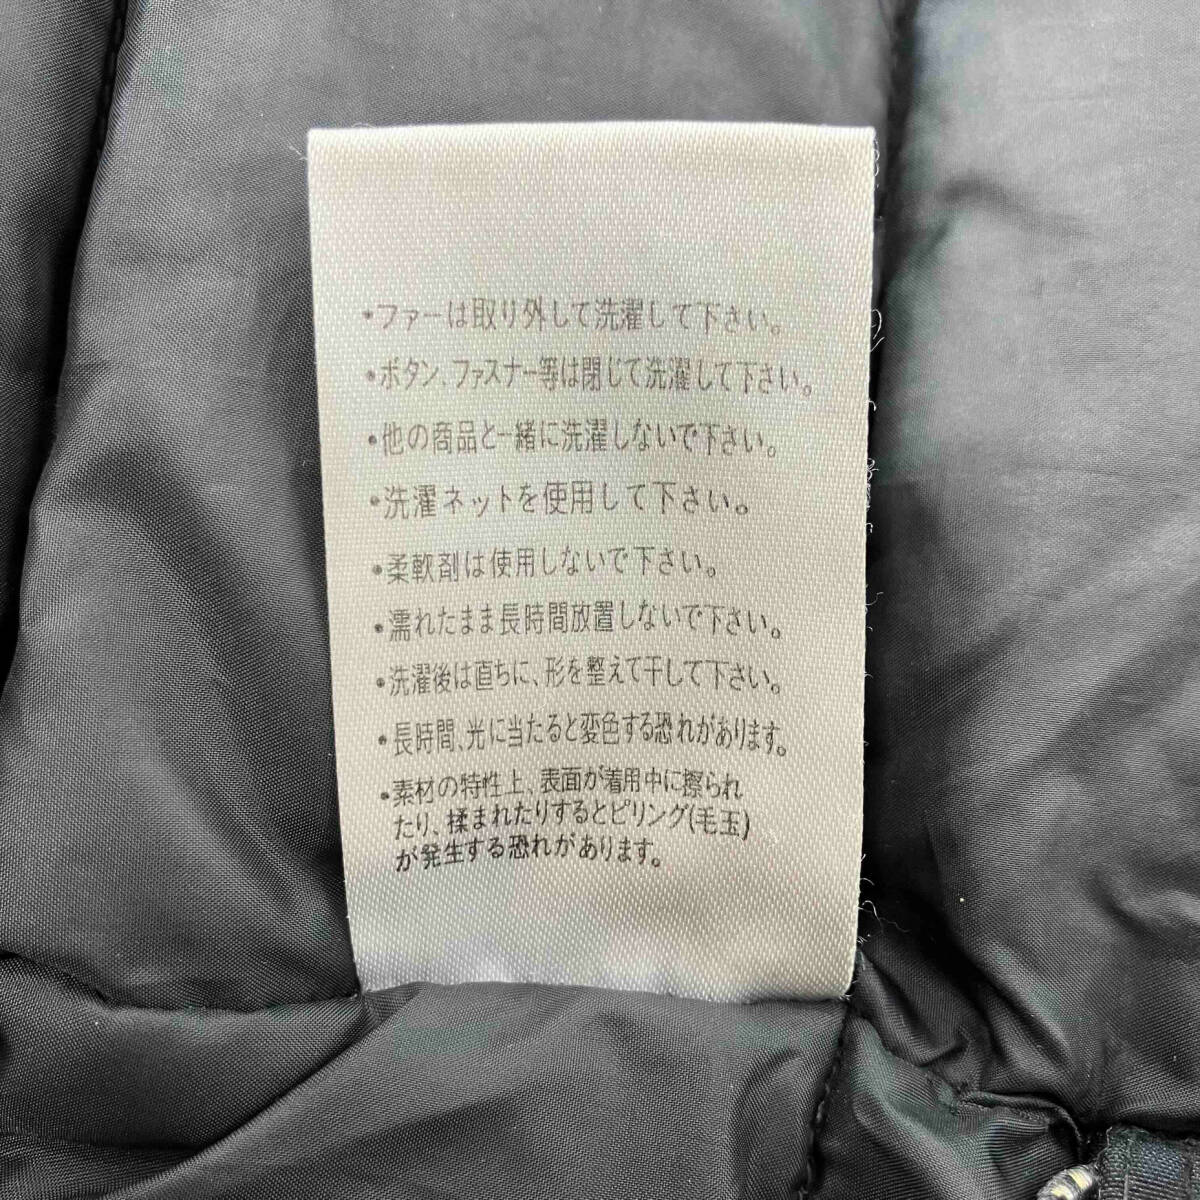 ・ファーは取り外して洗濯して下さい。
・ボタン、ファスナー等は閉じて洗濯して下さい。
・他の商品と一緒に洗濯しないで下さい。
・洗濯ネットを使用して下さい。
・柔軟剤は使用しないで下さい。
・濡れたまま長時間放置しないで下さい。
・洗濯後は直ちに、形を整えて干して下さい。
・長時間、光に当たると変色する恐れがあります。
・素材の特性上、表面が着用中に擦られ
たり、揉まれたりするとピリング(毛玉)
が発生する恐れがあります。